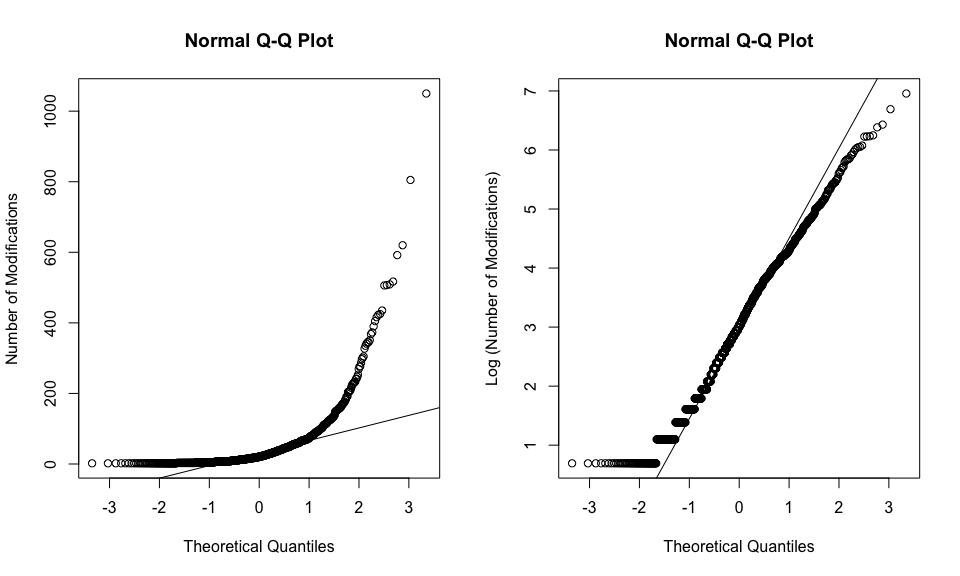 Normal Q-Q Plot
Number of Modifications
0
200
400
600
800
1000
-3 -2 -1 0 1 2 3
Theoretical Quantiles
Normal Q-Q Plot
Log (Number of Modifications)
1
2
3
4
5
6
7
-3 -2 -1 0 1 2 3
Theoretical Quantiles